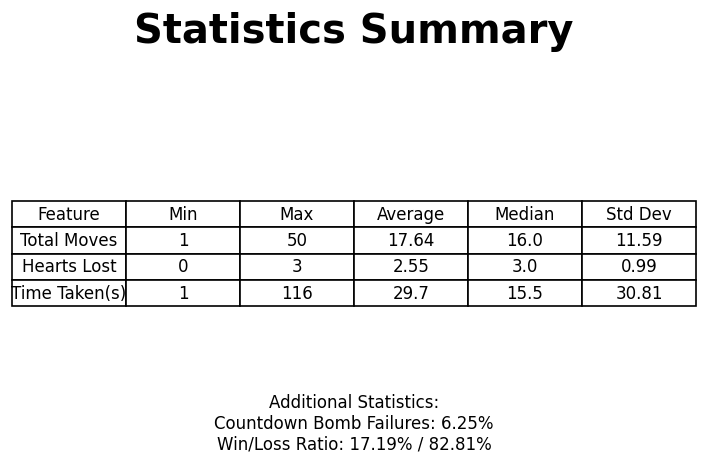 Statistics Summary
Feature Min Max Average Median Std Dev
Total Moves 1 50 17.64 16.0 11.59
Hearts Lost 0 3 2.55 3.0 0.99
Time Taken(s) 1 116 29.7 15.5 30.81
Additional Statistics:
Countdown Bomb Failures: 6.25%
Win/Loss Ratio: 17.19% / 82.81%